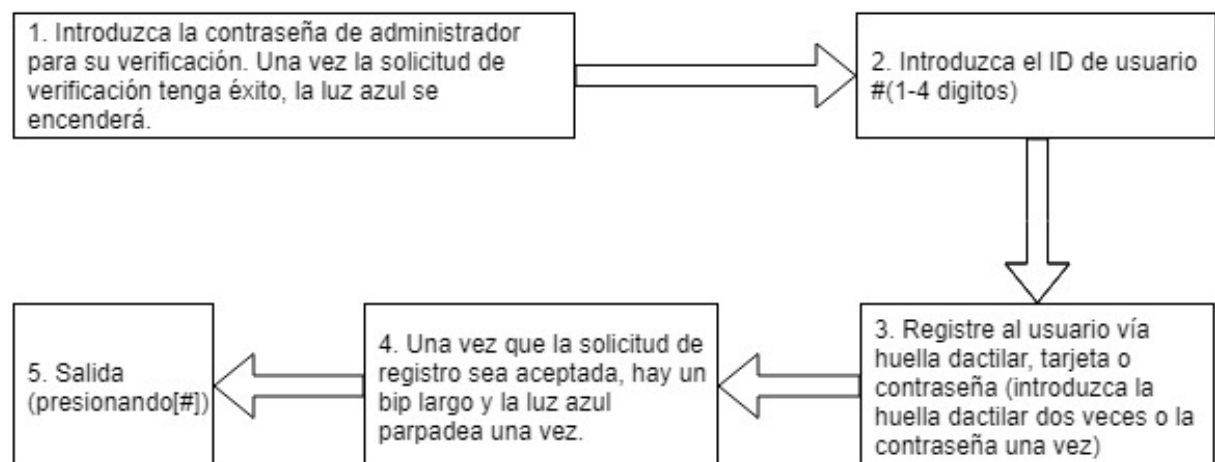 1. Introduzca la contraseña de administrador
para su verificación. Una vez la solicitud de
verificación tenga éxito, la luz azul se
encenderá.
2. Introduzca el ID de usuario
#(1-4 digitos)
3. Registre al usuario vía
huella dactilar, tarjeta o
contraseña (introduzca la
huella dactilar dos veces o la
contraseña una vez)
4. Una vez que la solicitud de
registro sea aceptada, hay un
bip largo y la luz azul
parpadea una vez.
5. Salida
(presionando[#])